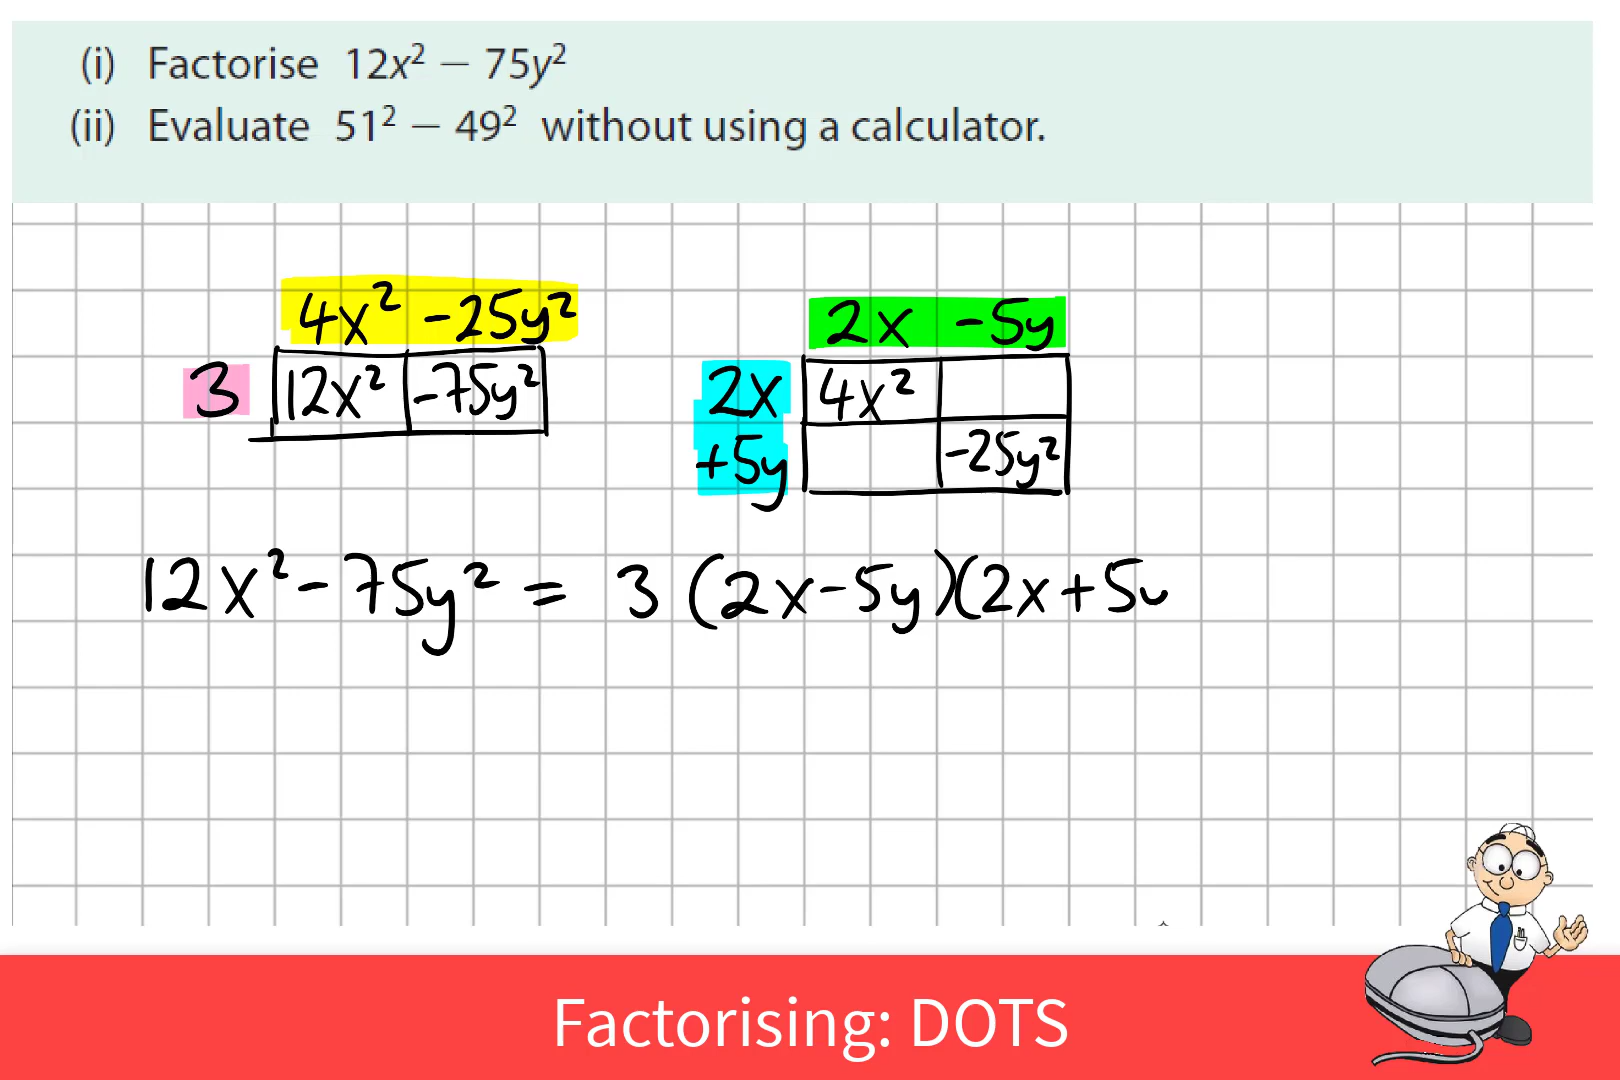 (i) Factorise 12x² − 75y²
(ii) Evaluate 51² − 49² without using a calculator.
4x² -25y²
3 12x² -75y²
2x -5y
2x 4x²
+5y -25y²
12x² - 75y² = 3 (2x-5y)(2x+5y
Factorising: DOTS